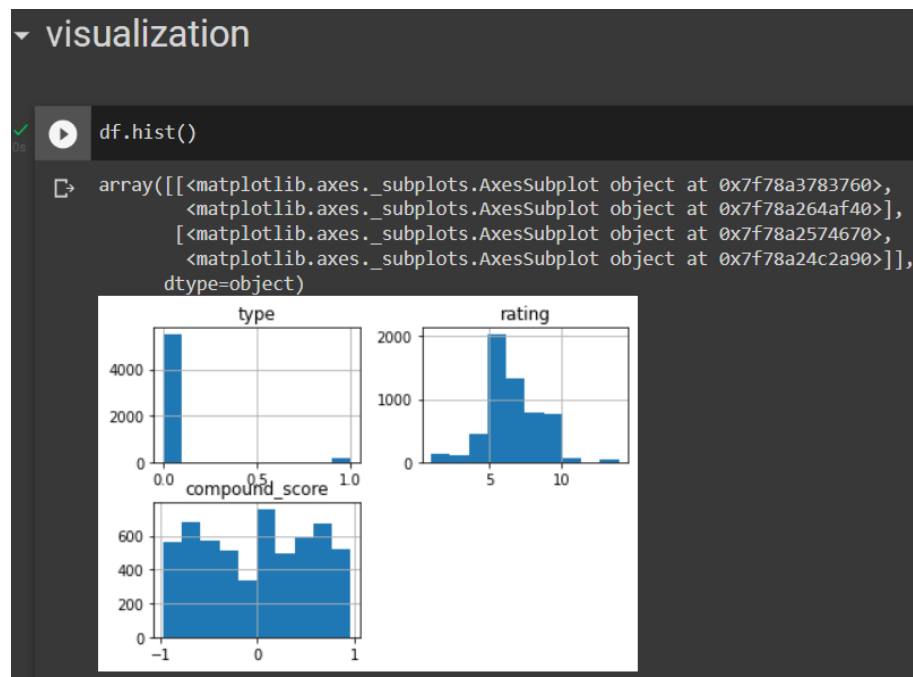 visualization
df.hist()
0s
array([[<matplotlib.axes._subplots.AxesSubplot object at 0x7f78a3783760>,
<matplotlib.axes._subplots.AxesSubplot object at 0x7f78a264af40>],
[<matplotlib.axes._subplots.AxesSubplot object at 0x7f78a2574670>,
<matplotlib.axes._subplots.AxesSubplot object at 0x7f78a24c2a90>]],
dtype=object)
type
4000
2000
0
0.0 0.5 1.0
rating
2000
1000
0
5 10
compound_score
600
400
200
0
−1 0 1